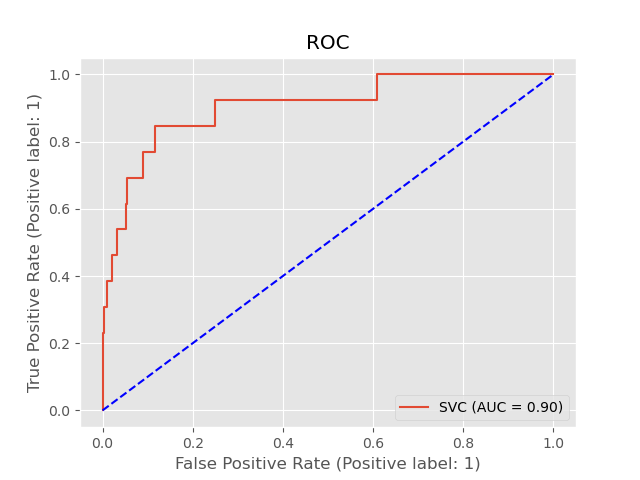 ROC
True Positive Rate (Positive label: 1)
1.0
0.8
0.6
0.4
0.2
0.0
SVC (AUC = 0.90)
0.0 0.2 0.4 0.6 0.8 1.0
False Positive Rate (Positive label: 1)